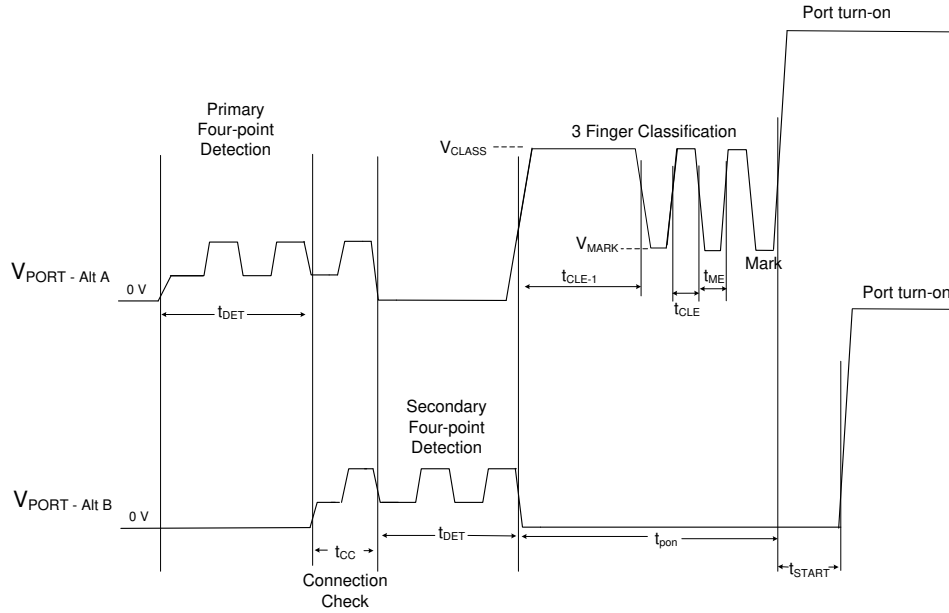 Port turn-on
Primary
Four-point
Detection
3 Finger Classification
VCLASS
VMARK
Mark
VPORT - Alt A
0 V
tDET
tCLE-1
tCLE
tME
Port turn-on
Secondary
Four-point
Detection
VPORT - Alt B
0 V
tCC
tDET
tpon
tSTART
Connection
Check